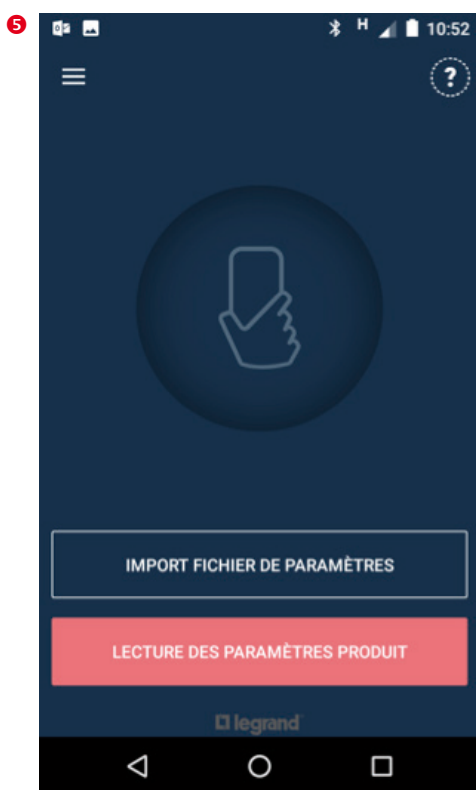 5
H 10:52
?
IMPORT FICHIER DE PARAMÈTRES
LECTURE DES PARAMÈTRES PRODUIT
legrand